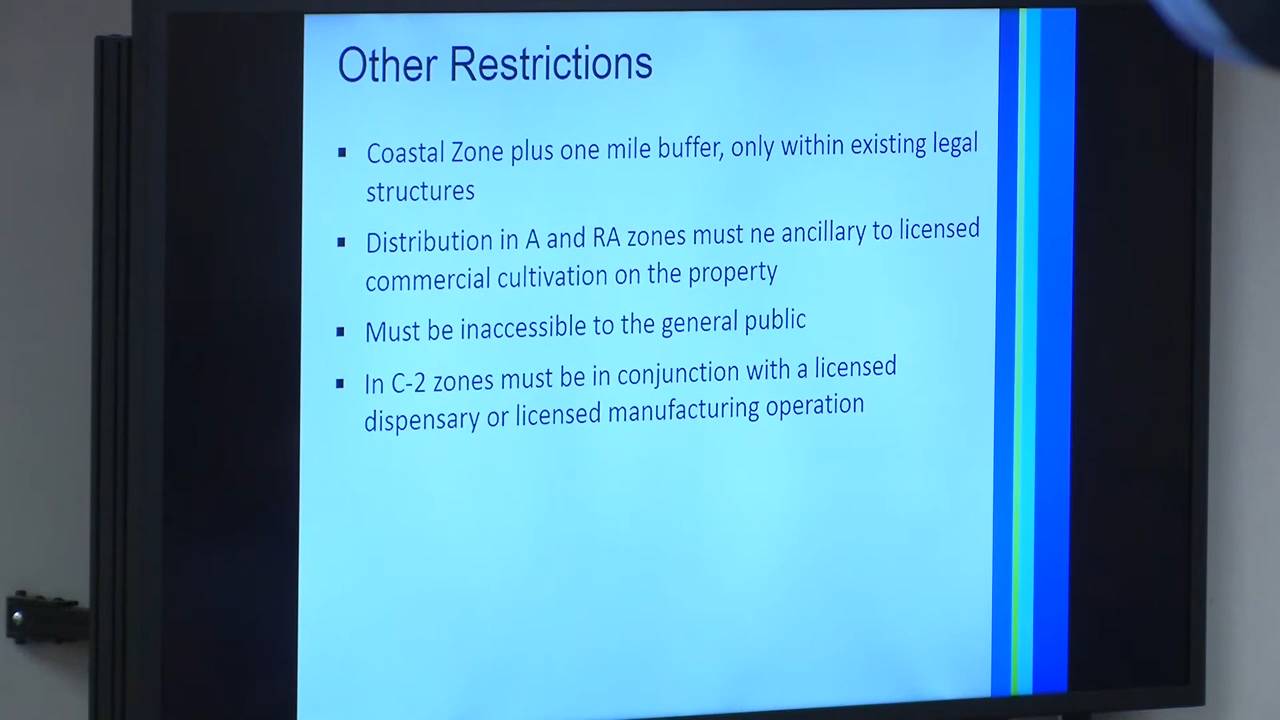 Other Restrictions
▪ Coastal Zone plus one mile buffer, only within existing legal
structures
▪ Distribution in A and RA zones must ne ancillary to licensed
commercial cultivation on the property
▪ Must be inaccessible to the general public
▪ In C-2 zones must be in conjunction with a licensed
dispensary or licensed manufacturing operation